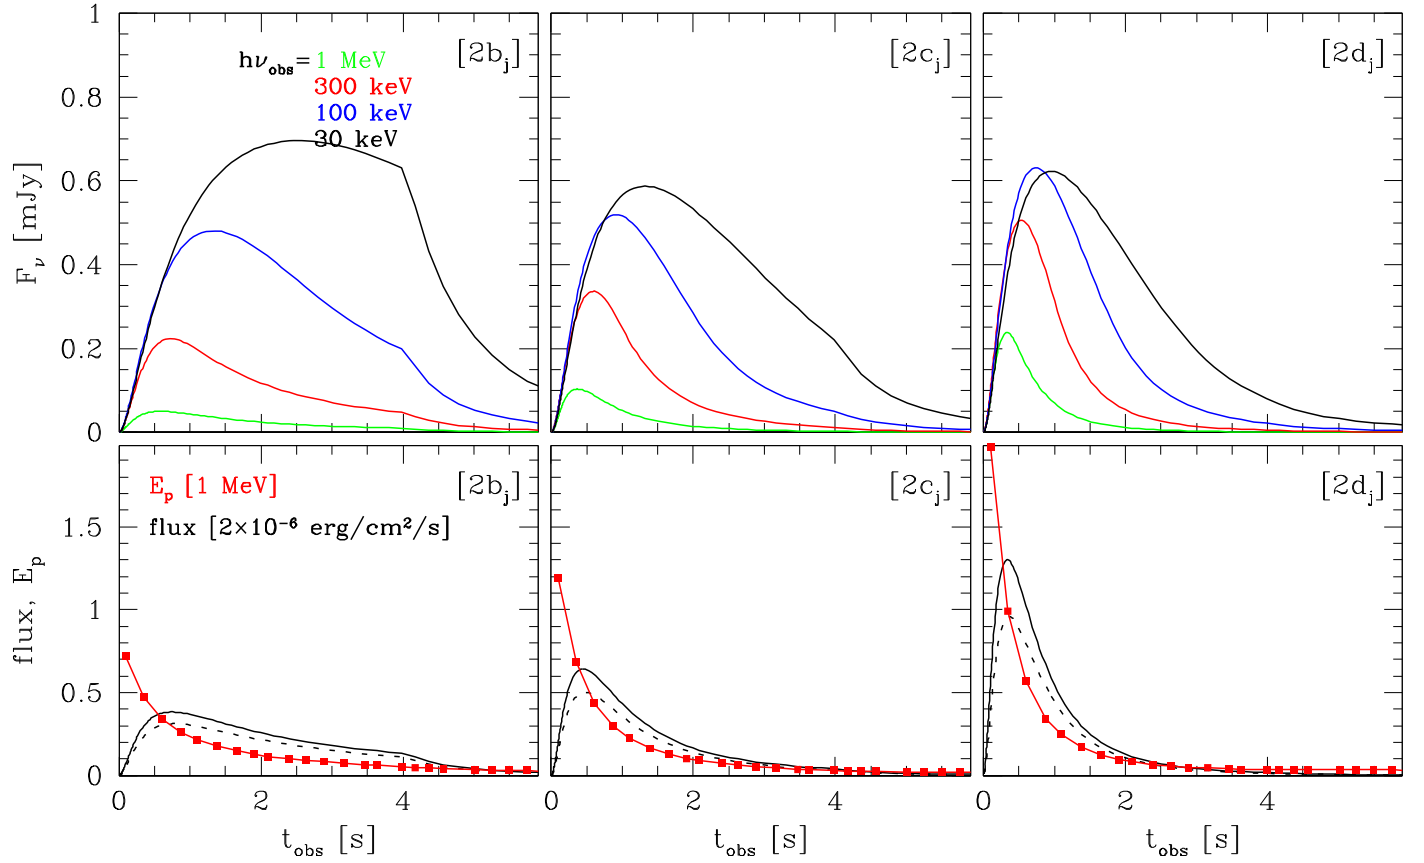 1
0.8
0.6
0.4
0.2
0
F_ν [mJy]
hν_obs= 1 MeV
300 keV
100 keV
30 keV
[2b_j]
[2c_j]
[2d_j]
1.5
1
0.5
0
flux, E_p
E_p [1 MeV]
flux [2×10⁻⁶ erg/cm²/s]
[2b_j]
[2c_j]
[2d_j]
0 2 4
0 2 4
0 2 4
t_obs [s]
t_obs [s]
t_obs [s]